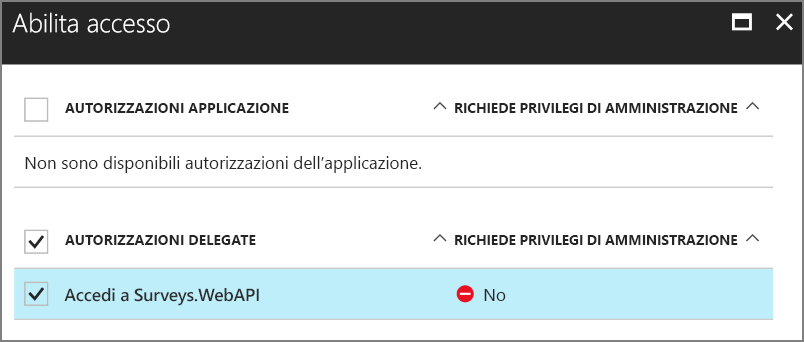 Abilita accesso
AUTORIZZAZIONI APPLICAZIONE RICHIEDE PRIVILEGI DI AMMINISTRAZIONE
Non sono disponibili autorizzazioni dell'applicazione.
AUTORIZZAZIONI DELEGATE RICHIEDE PRIVILEGI DI AMMINISTRAZIONE
Accedi a Surveys.WebAPI No